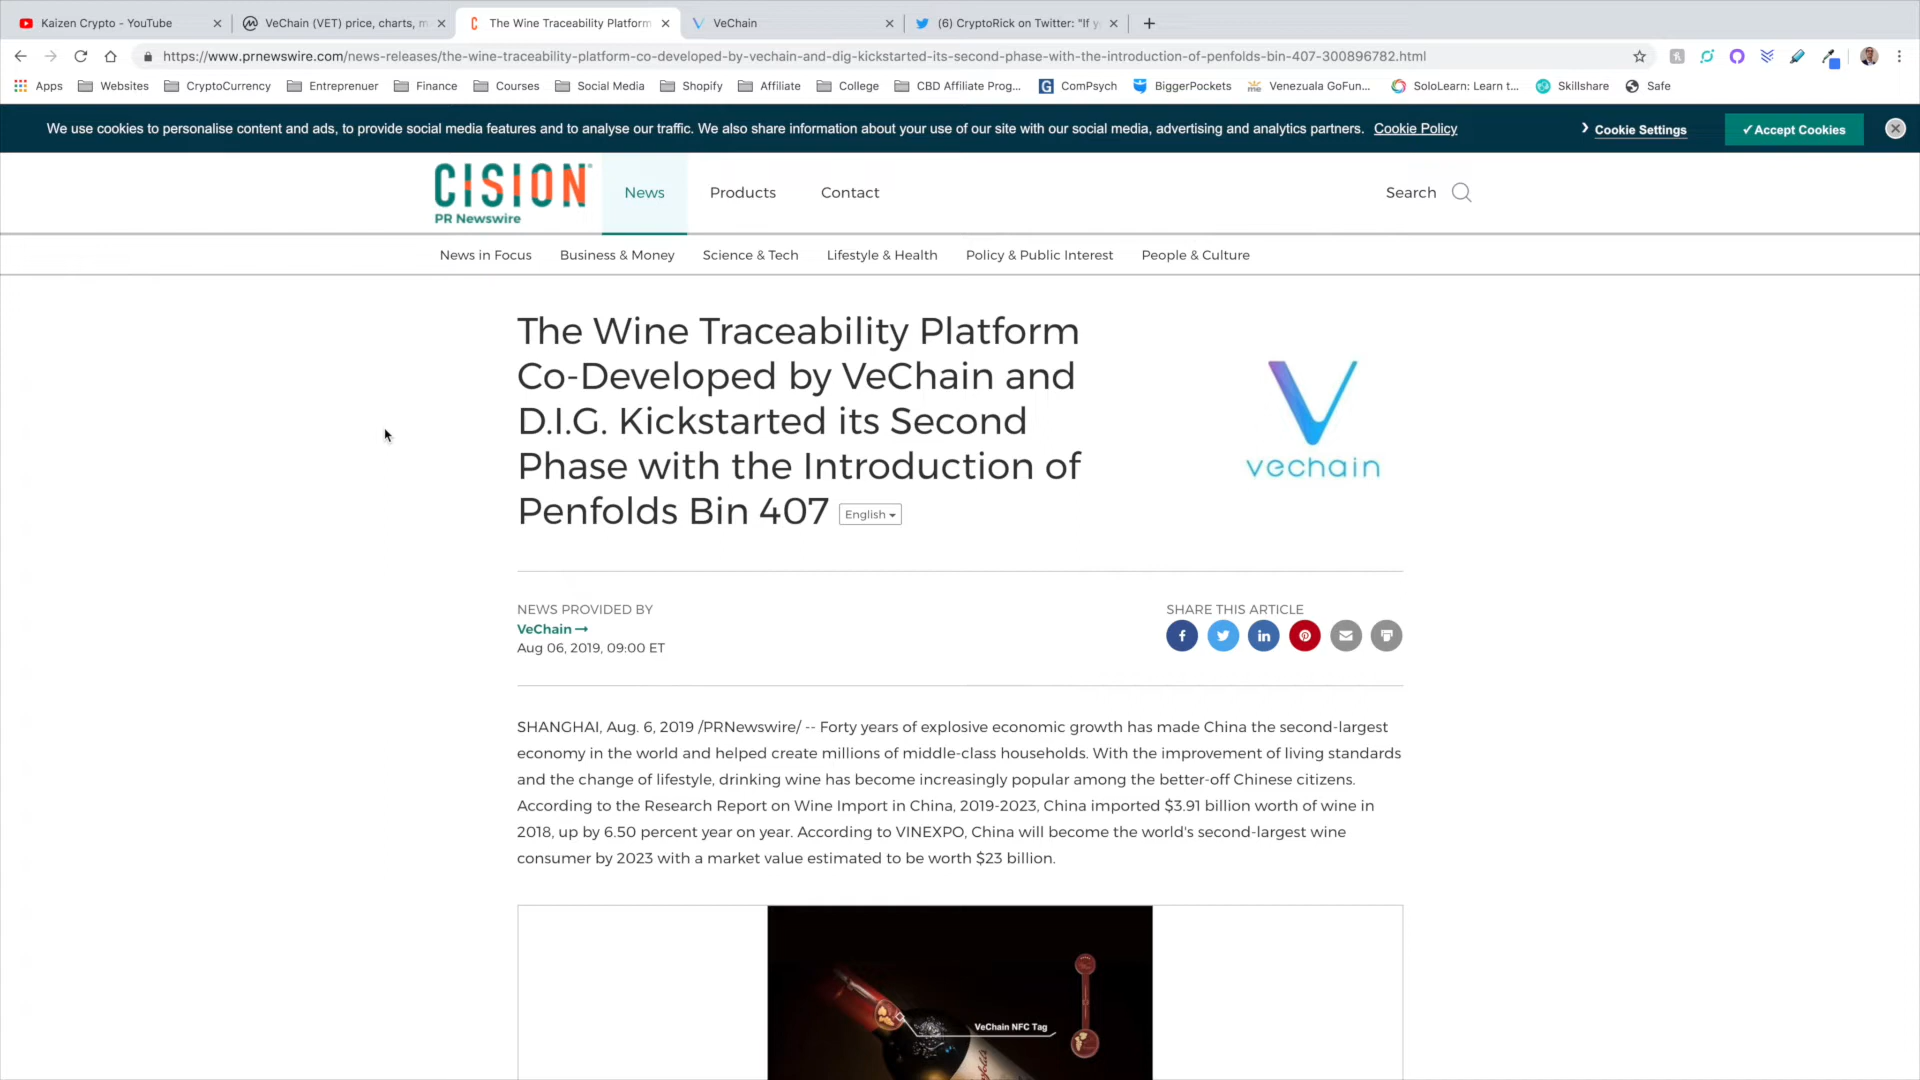 Kaizen Crypto - YouTube
VeChain (VET) price, charts, m
The Wine Traceability Platform
VeChain
(6) CryptoRick on Twitter: "If y
https://www.prnewswire.com/news-releases/the-wine-traceability-platform-co-developed-by-vechain-and-dig-kickstarted-its-second-phase-with-the-introduction-of-penfolds-bin-407-300896782.html
Apps Websites CryptoCurrency Entreprenuer Finance Courses Social Media Shopify Affiliate College CBD Affiliate Prog... ComPsych BiggerPockets Venezuala GoFun... SoloLearn: Learn t... Skillshare Safe
We use cookies to personalise content and ads, to provide social media features and to analyse our traffic. We also share information about your use of our site with our social media, advertising and analytics partners. Cookie Policy
Cookie Settings
✓Accept Cookies
CISION
PR Newswire
News Products Contact
Search
News in Focus Business & Money Science & Tech Lifestyle & Health Policy & Public Interest People & Culture
The Wine Traceability Platform
Co-Developed by VeChain and
D.I.G. Kickstarted its Second
Phase with the Introduction of
Penfolds Bin 407 English
vechain
NEWS PROVIDED BY
VeChain
Aug 06, 2019, 09:00 ET
SHARE THIS ARTICLE
SHANGHAI, Aug. 6, 2019 /PRNewswire/ -- Forty years of explosive economic growth has made China the second-largest
economy in the world and helped create millions of middle-class households. With the improvement of living standards
and the change of lifestyle, drinking wine has become increasingly popular among the better-off Chinese citizens.
According to the Research Report on Wine Import in China, 2019-2023, China imported $3.91 billion worth of wine in
2018, up by 6.50 percent year on year. According to VINEXPO, China will become the world's second-largest wine
consumer by 2023 with a market value estimated to be worth $23 billion.
VeChain NFC Tag
Penfolds